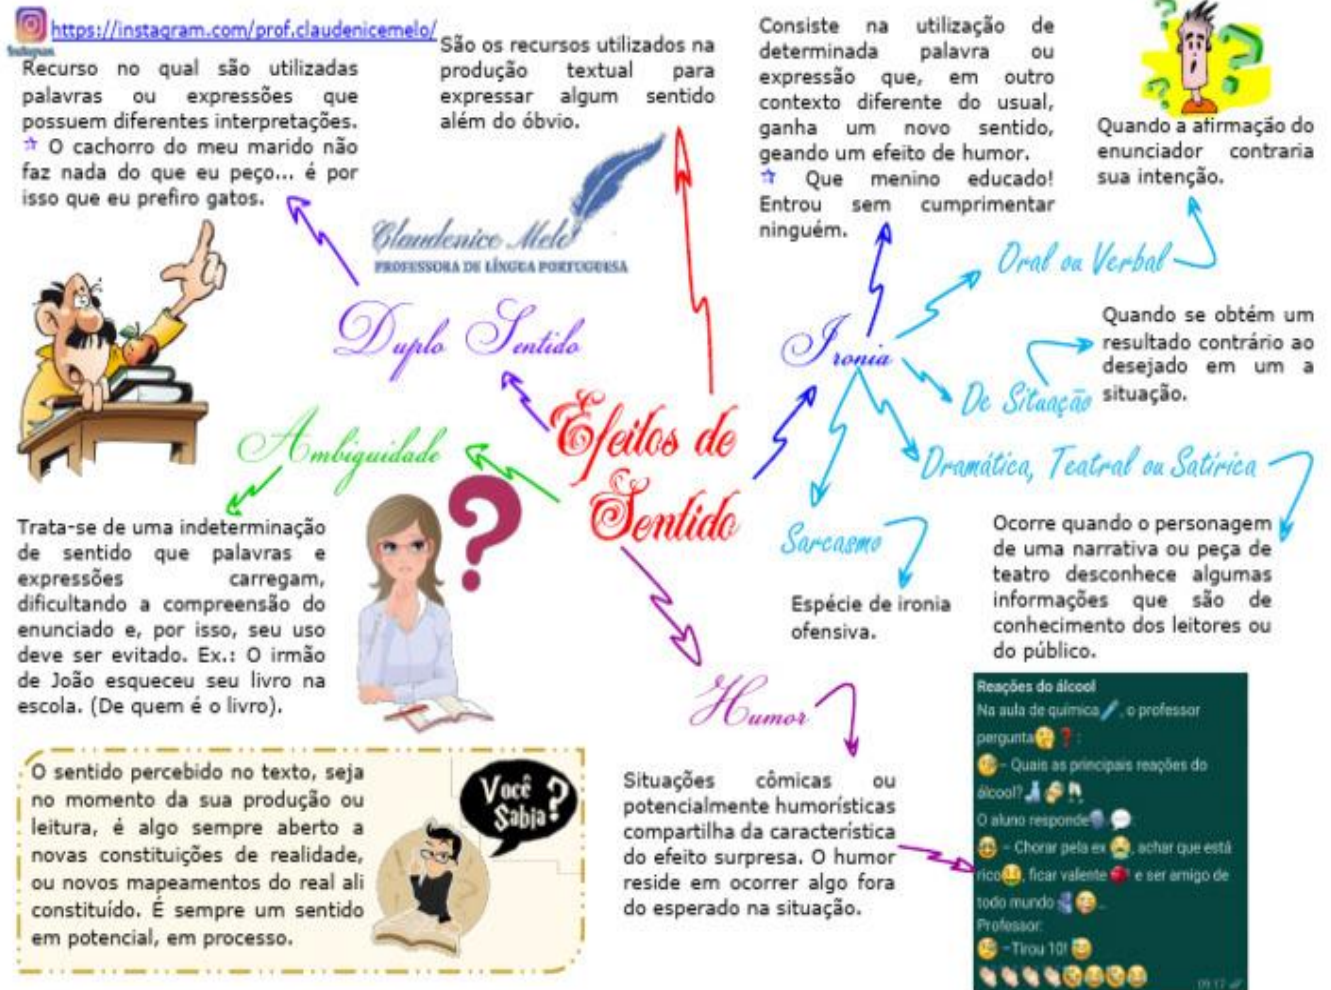 Instagram
https://instagram.com/prof.claudenicemelo/
Recurso no qual são utilizadas
palavras ou expressões que
possuem diferentes interpretações.
O cachorro do meu marido não
faz nada do que eu peço... é por
isso que eu prefiro gatos.
São os recursos utilizados na
produção textual para
expressar algum sentido
além do óbvio.
Consiste na utilização de
determinada palavra ou
expressão que, em outro
contexto diferente do usual,
ganha um novo sentido,
geando um efeito de humor.
Que menino educado!
Entrou sem cumprimentar
ninguém.
Quando a afirmação do
enunciador contraria
sua intenção.
Claudenice Melo
PROFESSORA DE LÍNGUA PORTUGUESA
Oral ou Verbal
Duplo Sentido
Ironia
Quando se obtém um
resultado contrário ao
desejado em um a
situação.
De Situação
Efeitos de
Sentido
Ambiguidade
Dramática, Teatral ou Satírica
Sarcasmo
Espécie de ironia
ofensiva.
Ocorre quando o personagem
de uma narrativa ou peça de
teatro desconhece algumas
informações que são de
conhecimento dos leitores ou
do público.
Trata-se de uma indeterminação
de sentido que palavras e
expressões carregam,
dificultando a compreensão do
enunciado e, por isso, seu uso
deve ser evitado. Ex.: O irmão
de João esqueceu seu livro na
escola. (De quem é o livro).
Humor
Situações cômicas ou
potencialmente humorísticas
compartilha da característica
do efeito surpresa. O humor
reside em ocorrer algo fora
do esperado na situação.
Reações do álcool
Na aula de química, o professor
pergunta :
– Quais as principais reações do
álcool?
O aluno responde
– Chorar pela ex , achar que está
rico , ficar valente e ser amigo de
todo mundo ...
Professor:
–Tirou 10!
09:17
O sentido percebido no texto, seja
no momento da sua produção ou
leitura, é algo sempre aberto a
novas constituições de realidade,
ou novos mapeamentos do real ali
constituído. É sempre um sentido
em potencial, em processo.
Você
Sabia?